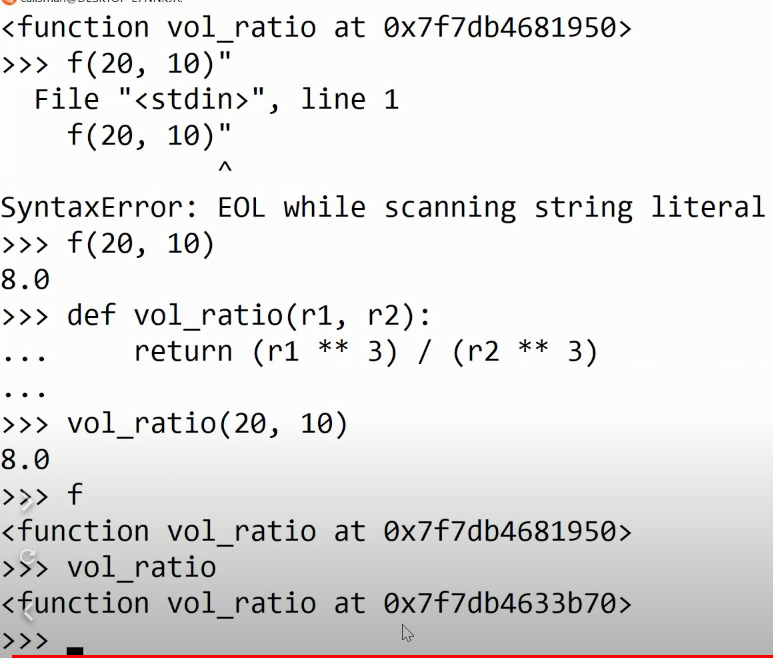 <function vol_ratio at 0x7f7db4681950>
>>> f(20, 10)"
  File "<stdin>", line 1
    f(20, 10)"
             ^
SyntaxError: EOL while scanning string literal
>>> f(20, 10)
8.0
>>> def vol_ratio(r1, r2):
...     return (r1 ** 3) / (r2 ** 3)
...
>>> vol_ratio(20, 10)
8.0
>>> f
<function vol_ratio at 0x7f7db4681950>
>>> vol_ratio
<function vol_ratio at 0x7f7db4633b70>
>>>